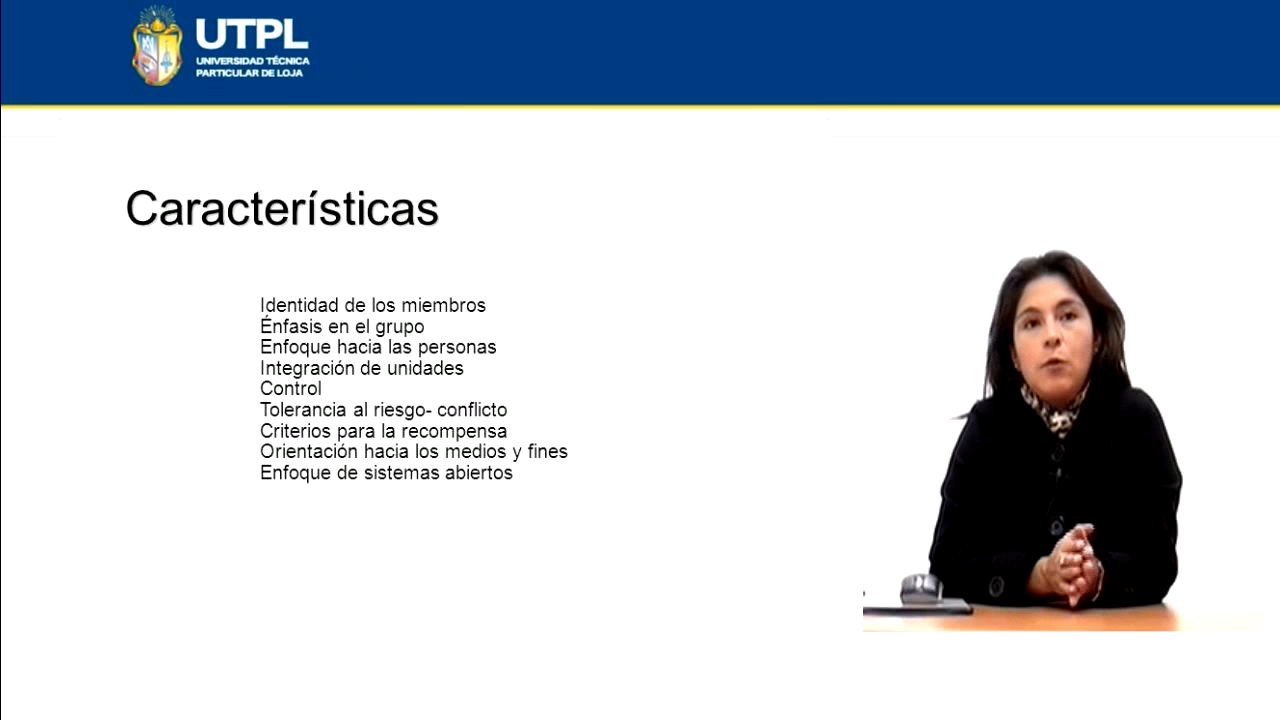 UTPL
UNIVERSIDAD TÉCNICA
PARTICULAR DE LOJA
Características
Identidad de los miembros
Énfasis en el grupo
Enfoque hacia las personas
Integración de unidades
Control
Tolerancia al riesgo- conflicto
Criterios para la recompensa
Orientación hacia los medios y fines
Enfoque de sistemas abiertos